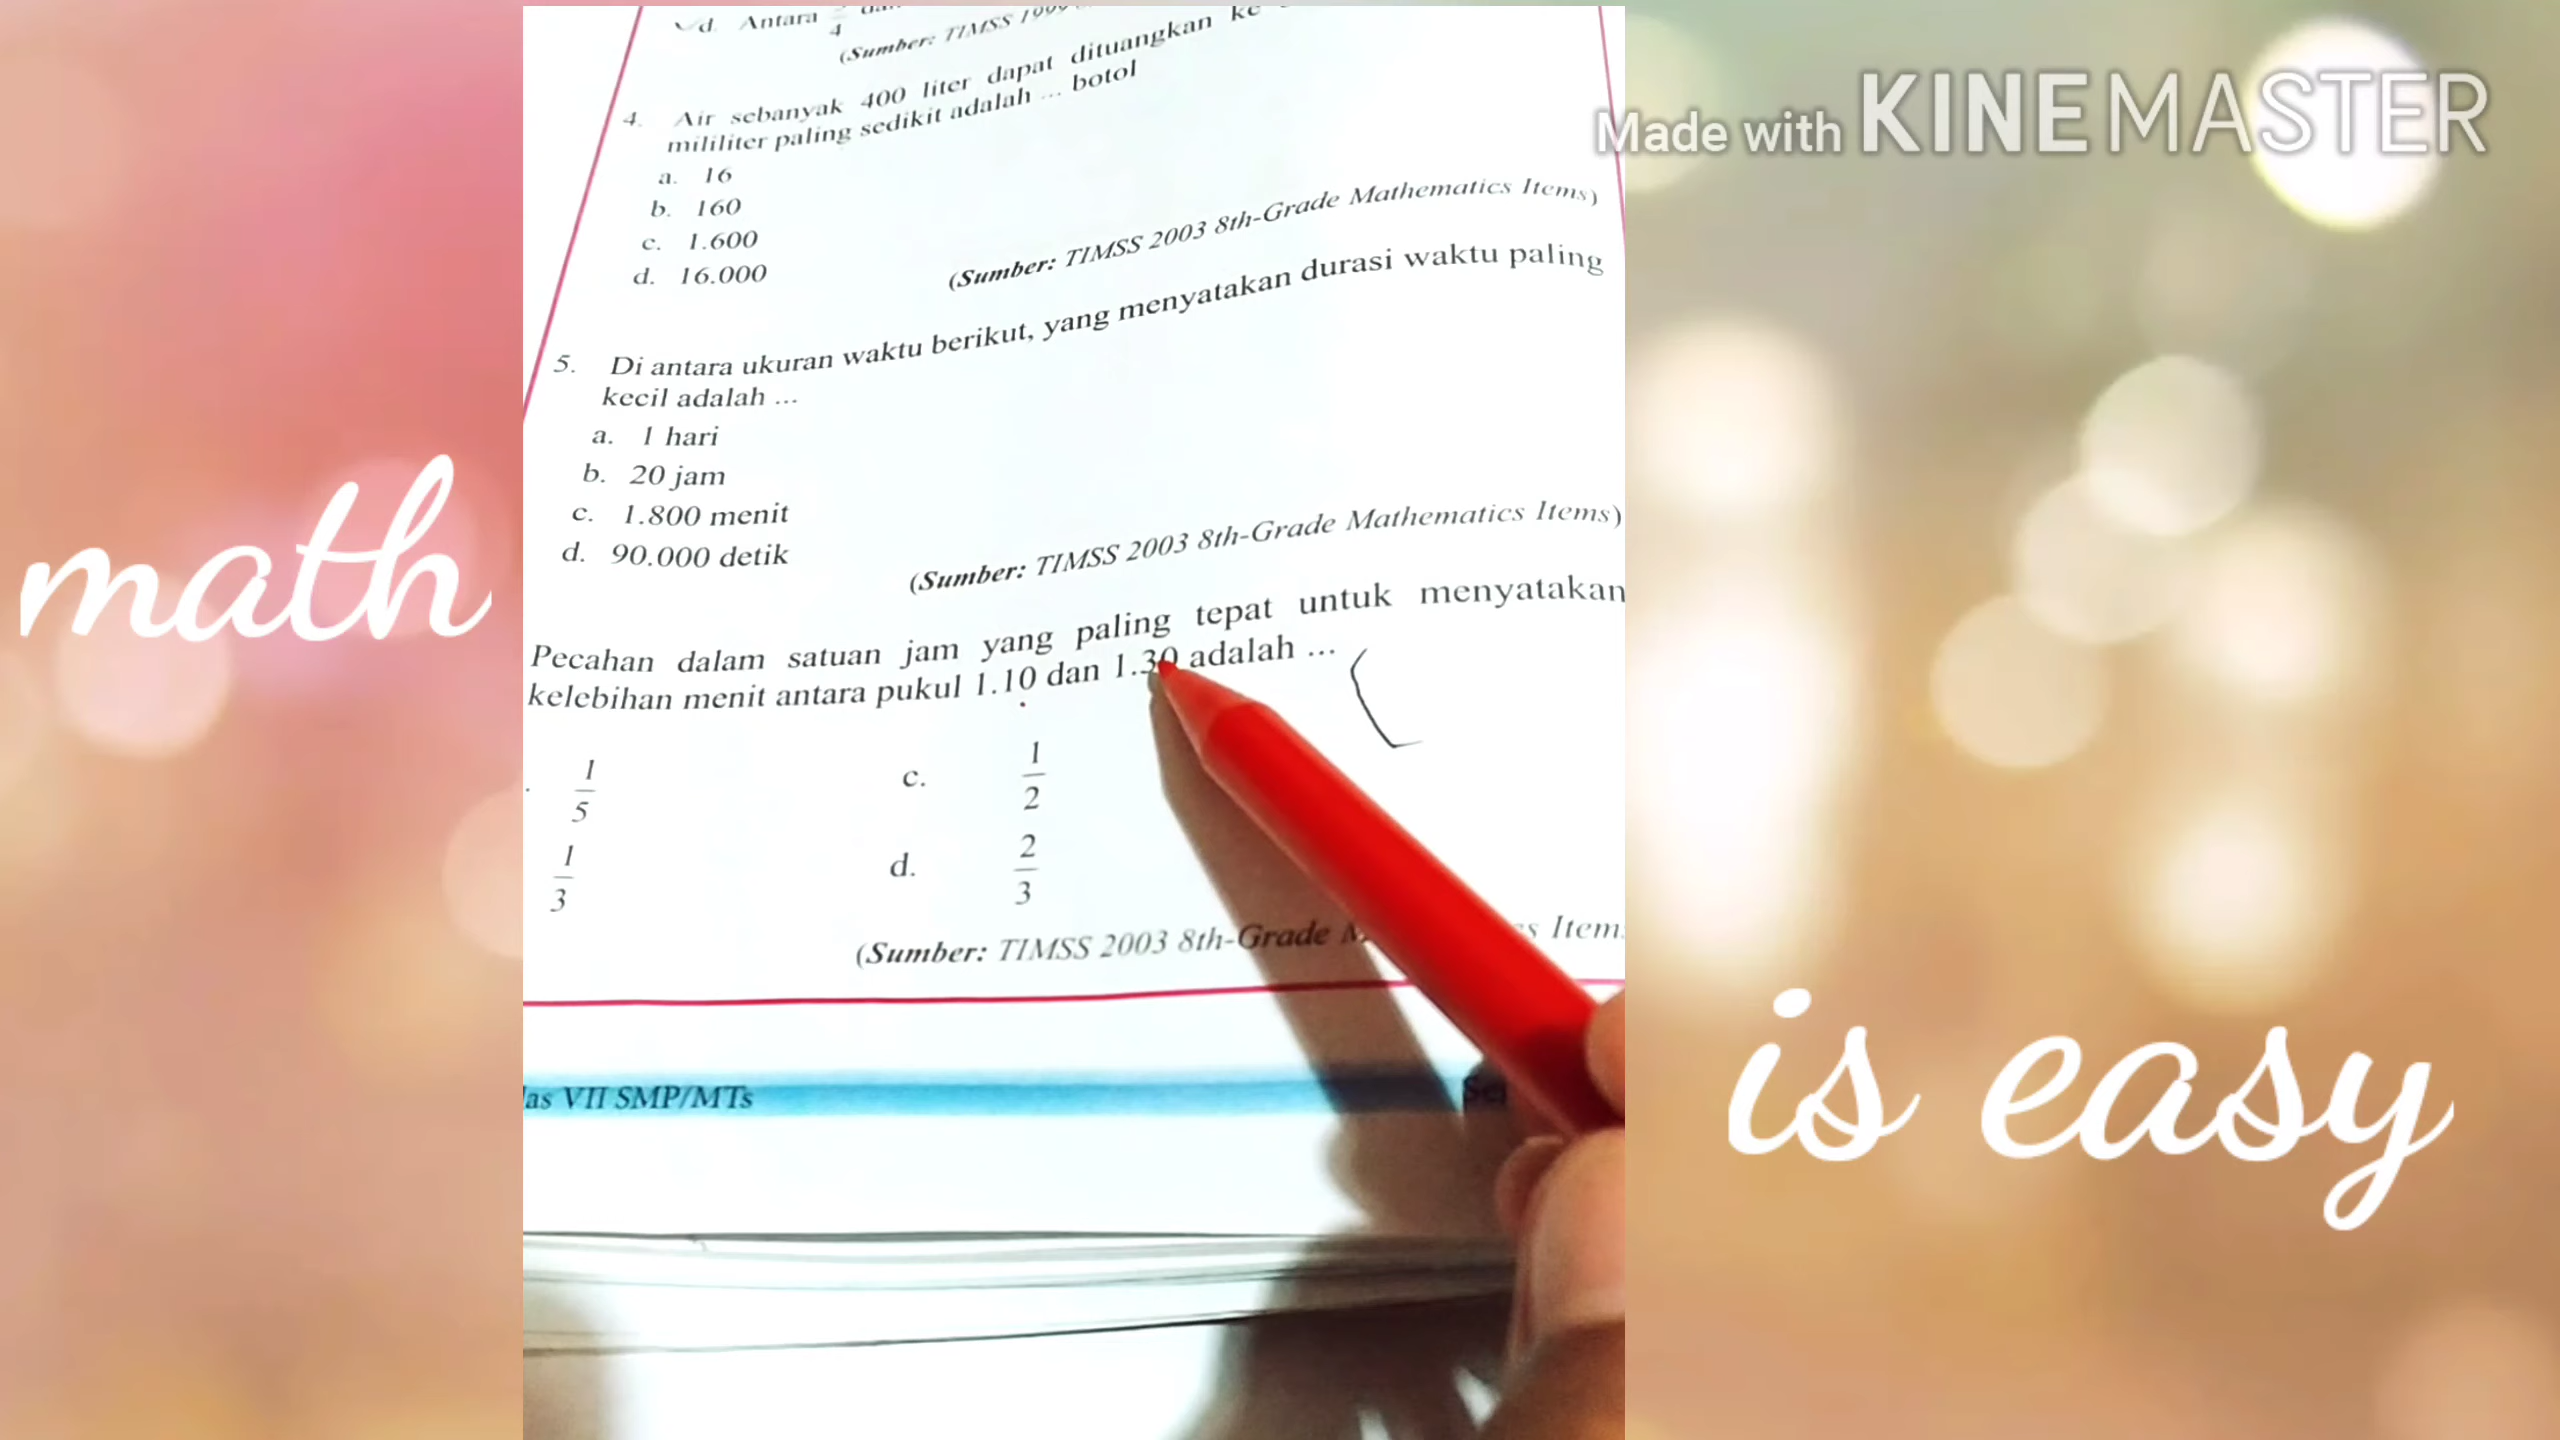 d. Antara
4
(Sumber: TIMSS
4. Air sebanyak 400 liter dapat dituangkan ke
mililiter paling sedikit adalah ... botol
a. 16
b. 160
c. 1.600
d. 16.000
(Sumber: TIMSS 2003 8th-Grade Mathematics Items)
5. Di antara ukuran waktu berikut, yang menyatakan durasi waktu paling
kecil adalah ...
a. 1 hari
b. 20 jam
c. 1.800 menit
d. 90.000 detik
(Sumber: TIMSS 2003 8th-Grade Mathematics Items)
Pecahan dalam satuan jam yang paling tepat untuk menyatakan
kelebihan menit antara pukul 1.10 dan 1.30 adalah ...
1/5
c. 1/2
1/3
d. 2/3
(Sumber: TIMSS 2003 8th-Grade Item
as VII SMP/MTs
Made with KINEMASTER
math
is easy